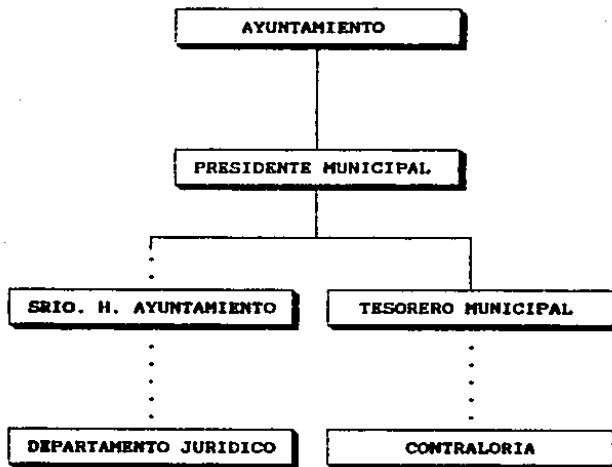 AYUNTAMIENTO
PRESIDENTE MUNICIPAL
SRIO. H. AYUNTAMIENTO
TESORERO MUNICIPAL
DEPARTAMENTO JURIDICO
CONTRALORIA